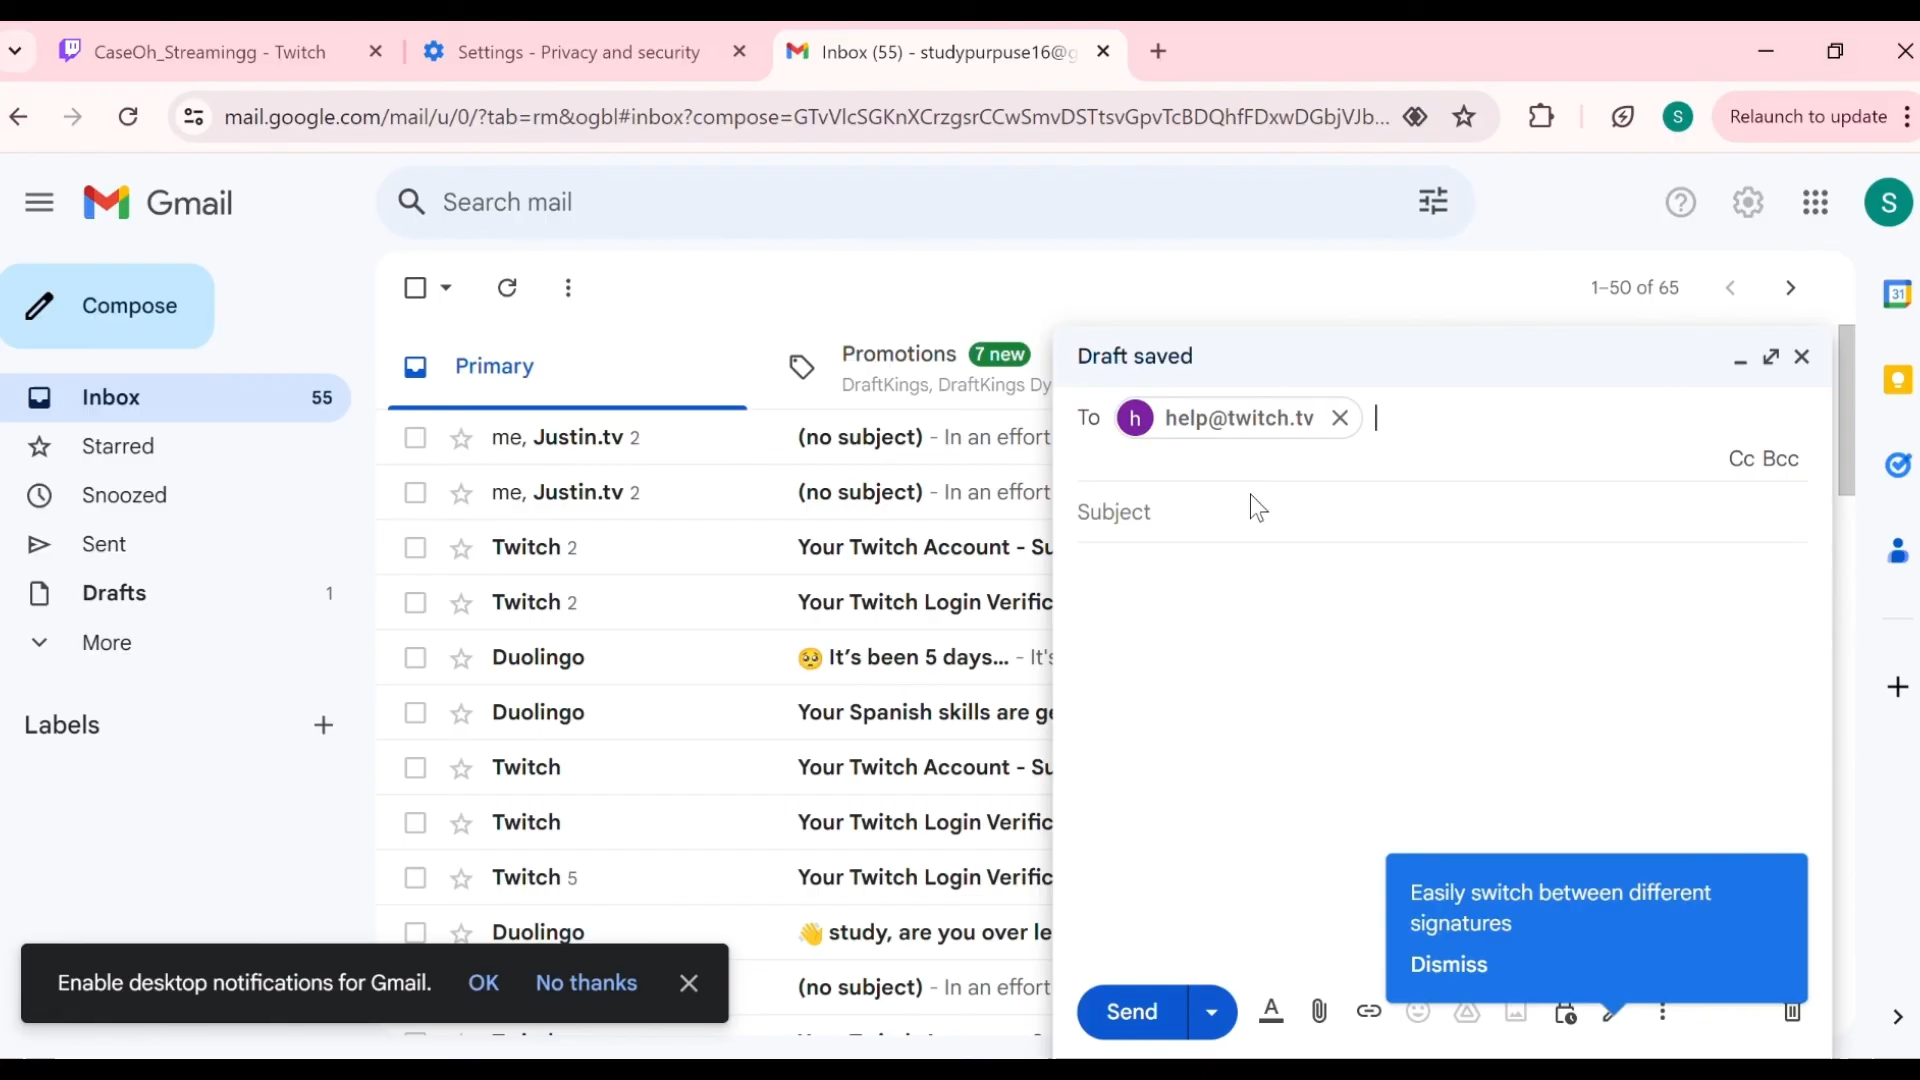 CaseOh_Streamingg - Twitch
Settings - Privacy and security
Inbox (55) - studypurpuse16@g
mail.google.com/mail/u/0/?tab=rm&ogbl#inbox?compose=GTvVlcSGKnXCrzgsrCCwSmvDSTtsvGpvTcBDQhfFDxwDGbjVJb...
S
Relaunch to update
Gmail
Search mail
S
Compose
1–50 of 65
31
Primary
Promotions 7 new
DraftKings, DraftKings Dy
Draft saved
Inbox 55
To h help@twitch.tv
Cc Bcc
Subject
Starred
Snoozed
Sent
Drafts 1
More
Labels
me, Justin.tv 2 (no subject) - In an effort
me, Justin.tv 2 (no subject) - In an effort
Twitch 2 Your Twitch Account - Su
Twitch 2 Your Twitch Login Verific
Duolingo 🥺 It's been 5 days... - It's
Duolingo Your Spanish skills are ge
Twitch Your Twitch Account - Su
Twitch Your Twitch Login Verific
Twitch 5 Your Twitch Login Verific
Duolingo 👋 study, are you over le
(no subject) - In an effort
Easily switch between different
signatures
Dismiss
Enable desktop notifications for Gmail. OK No thanks
Send